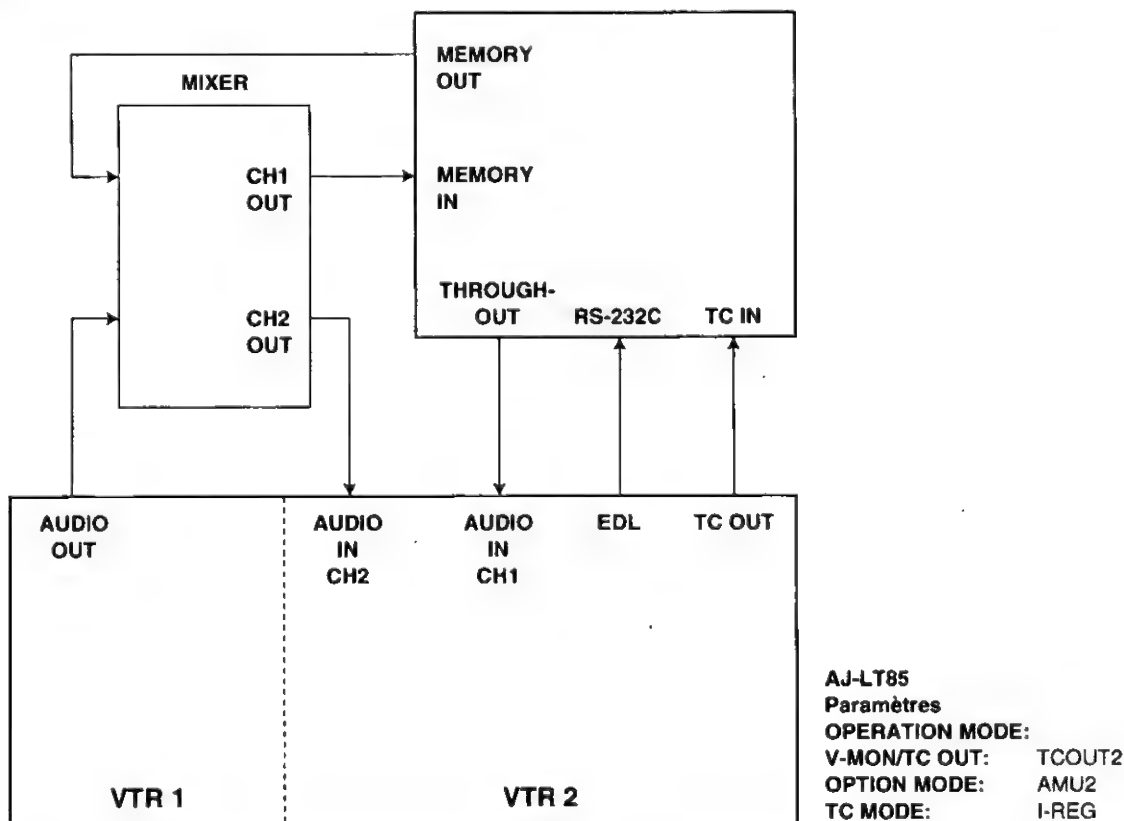 MIXER
CH1
OUT
CH2
OUT
MEMORY
OUT
MEMORY
IN
THROUGH-
OUT
RS-232C
TC IN
AUDIO
OUT
AUDIO
IN
CH2
AUDIO
IN
CH1
EDL
TC OUT
VTR 1
VTR 2
AJ-LT85
Paramètres
OPERATION MODE:
V-MON/TC OUT: TCOUT2
OPTION MODE: AMU2
TC MODE: I-REG